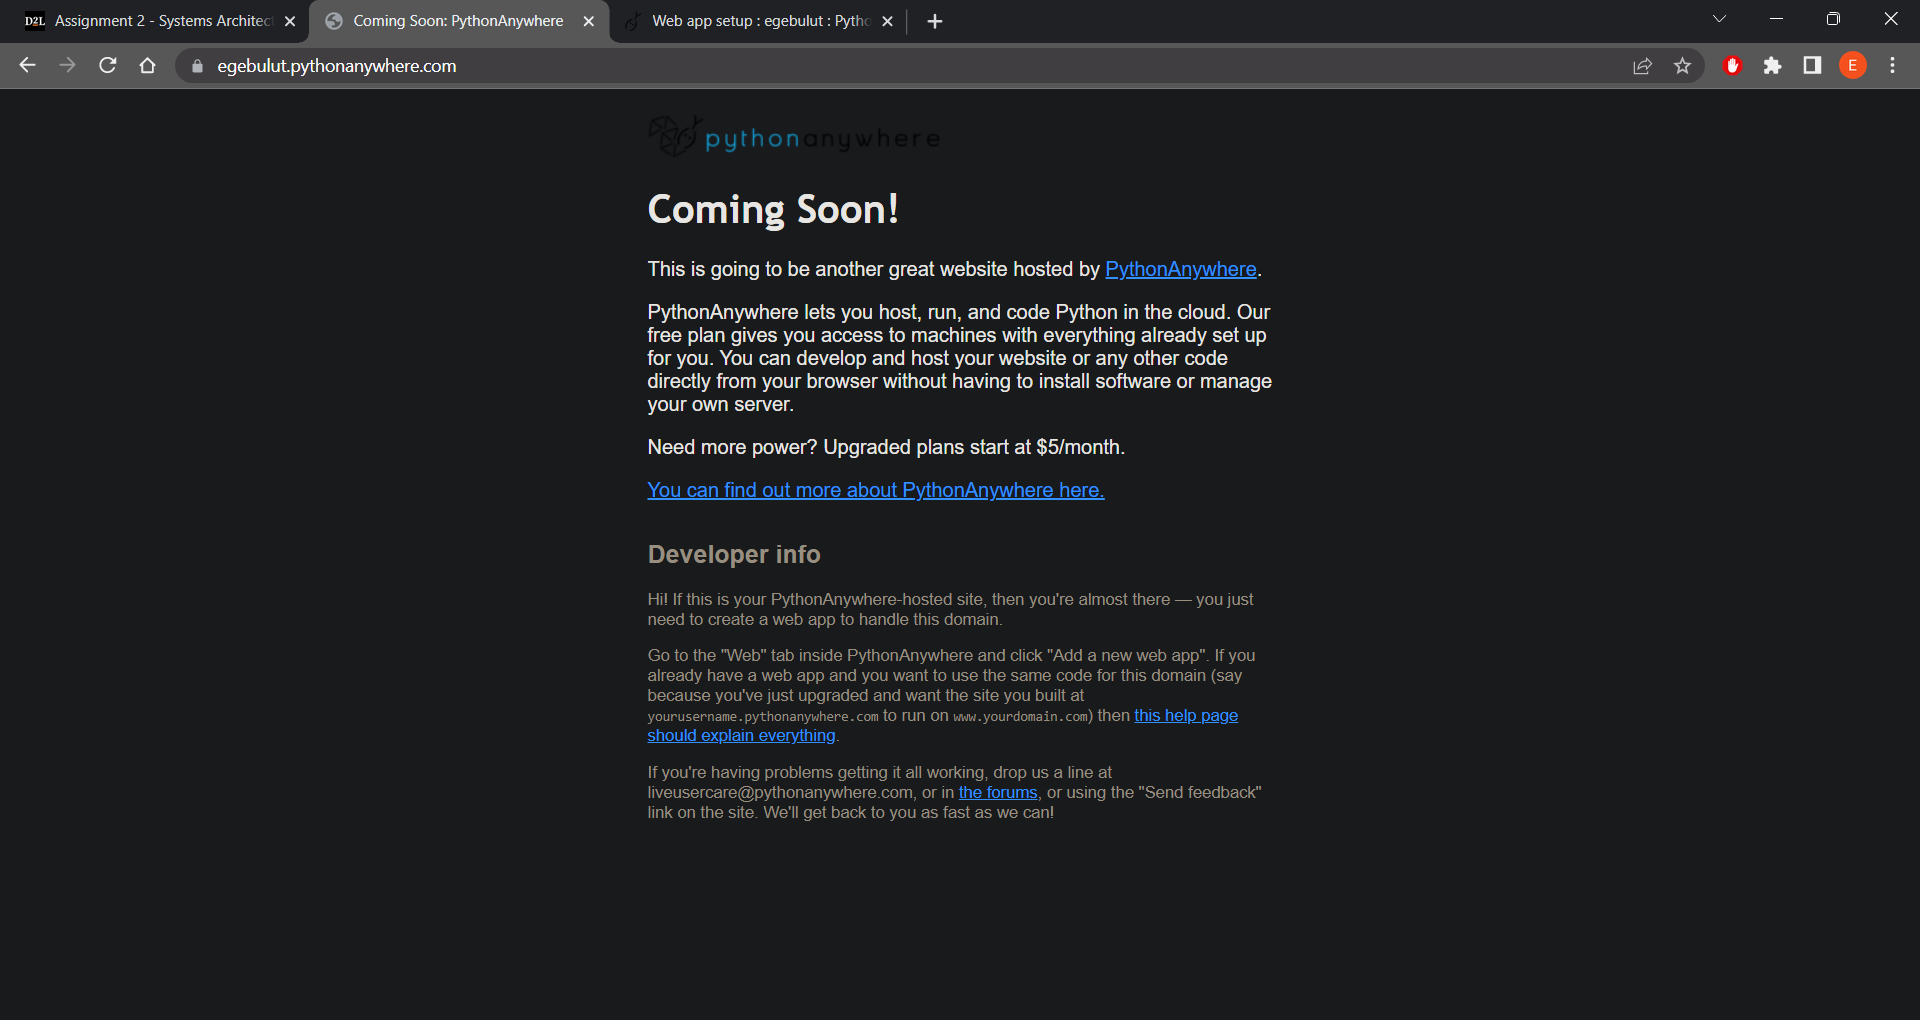 D2L Assignment 2 - Systems Architec
Coming Soon: PythonAnywhere
Web app setup : egebulut : Pytho
egebulut.pythonanywhere.com
E
pythonanywhere
Coming Soon!
This is going to be another great website hosted by PythonAnywhere.
PythonAnywhere lets you host, run, and code Python in the cloud. Our
free plan gives you access to machines with everything already set up
for you. You can develop and host your website or any other code
directly from your browser without having to install software or manage
your own server.
Need more power? Upgraded plans start at $5/month.
You can find out more about PythonAnywhere here.
Developer info
Hi! If this is your PythonAnywhere-hosted site, then you're almost there — you just
need to create a web app to handle this domain.
Go to the "Web" tab inside PythonAnywhere and click "Add a new web app". If you
already have a web app and you want to use the same code for this domain (say
because you've just upgraded and want the site you built at
yourusername.pythonanywhere.com to run on www.yourdomain.com) then this help page
should explain everything.
If you're having problems getting it all working, drop us a line at
liveusercare@pythonanywhere.com, or in the forums, or using the "Send feedback"
link on the site. We'll get back to you as fast as we can!